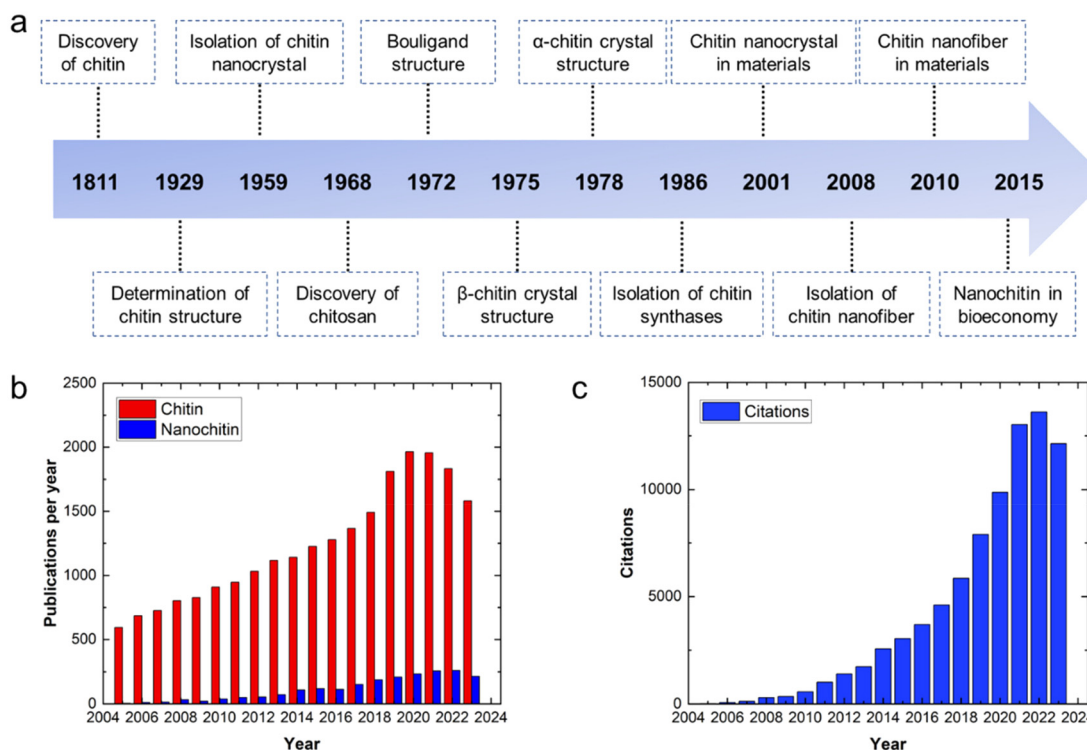 a
Discovery
of chitin
Isolation of chitin
nanocrystal
Bouligand
structure
α-chitin crystal
structure
Chitin nanocrystal
in materials
Chitin nanofiber
in materials
1811 1929 1959 1968 1972 1975 1978 1986 2001 2008 2010 2015
Determination of
chitin structure
Discovery of
chitosan
β-chitin crystal
structure
Isolation of chitin
synthases
Isolation of
chitin nanofiber
Nanochitin in
bioeconomy
b
Publications per year
2500
2000
1500
1000
500
0
Chitin
Nanochitin
2004 2006 2008 2010 2012 2014 2016 2018 2020 2022 2024
Year
c
Citations
15000
10000
5000
0
Citations
2004 2006 2008 2010 2012 2014 2016 2018 2020 2022 2024
Year